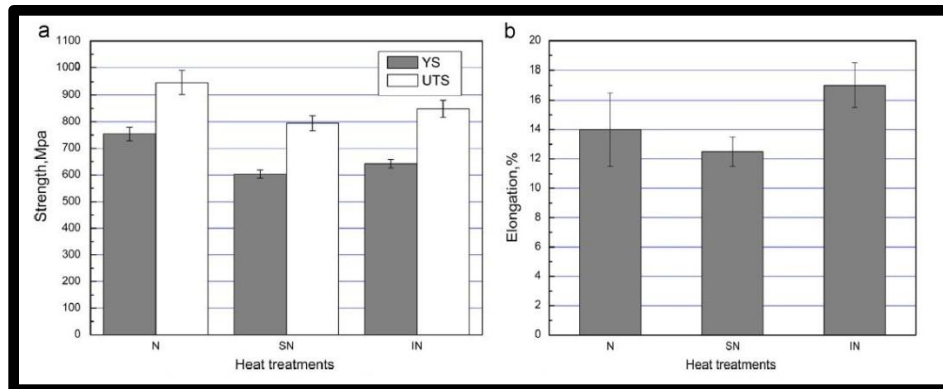 a
1100
1000
900
800
700
600
500
400
300
200
100
0
Strength,Mpa
YS
UTS
N
SN
IN
Heat treatments
b
20
18
16
14
12
10
8
6
4
2
0
Elongation,%
N
SN
IN
Heat treatments